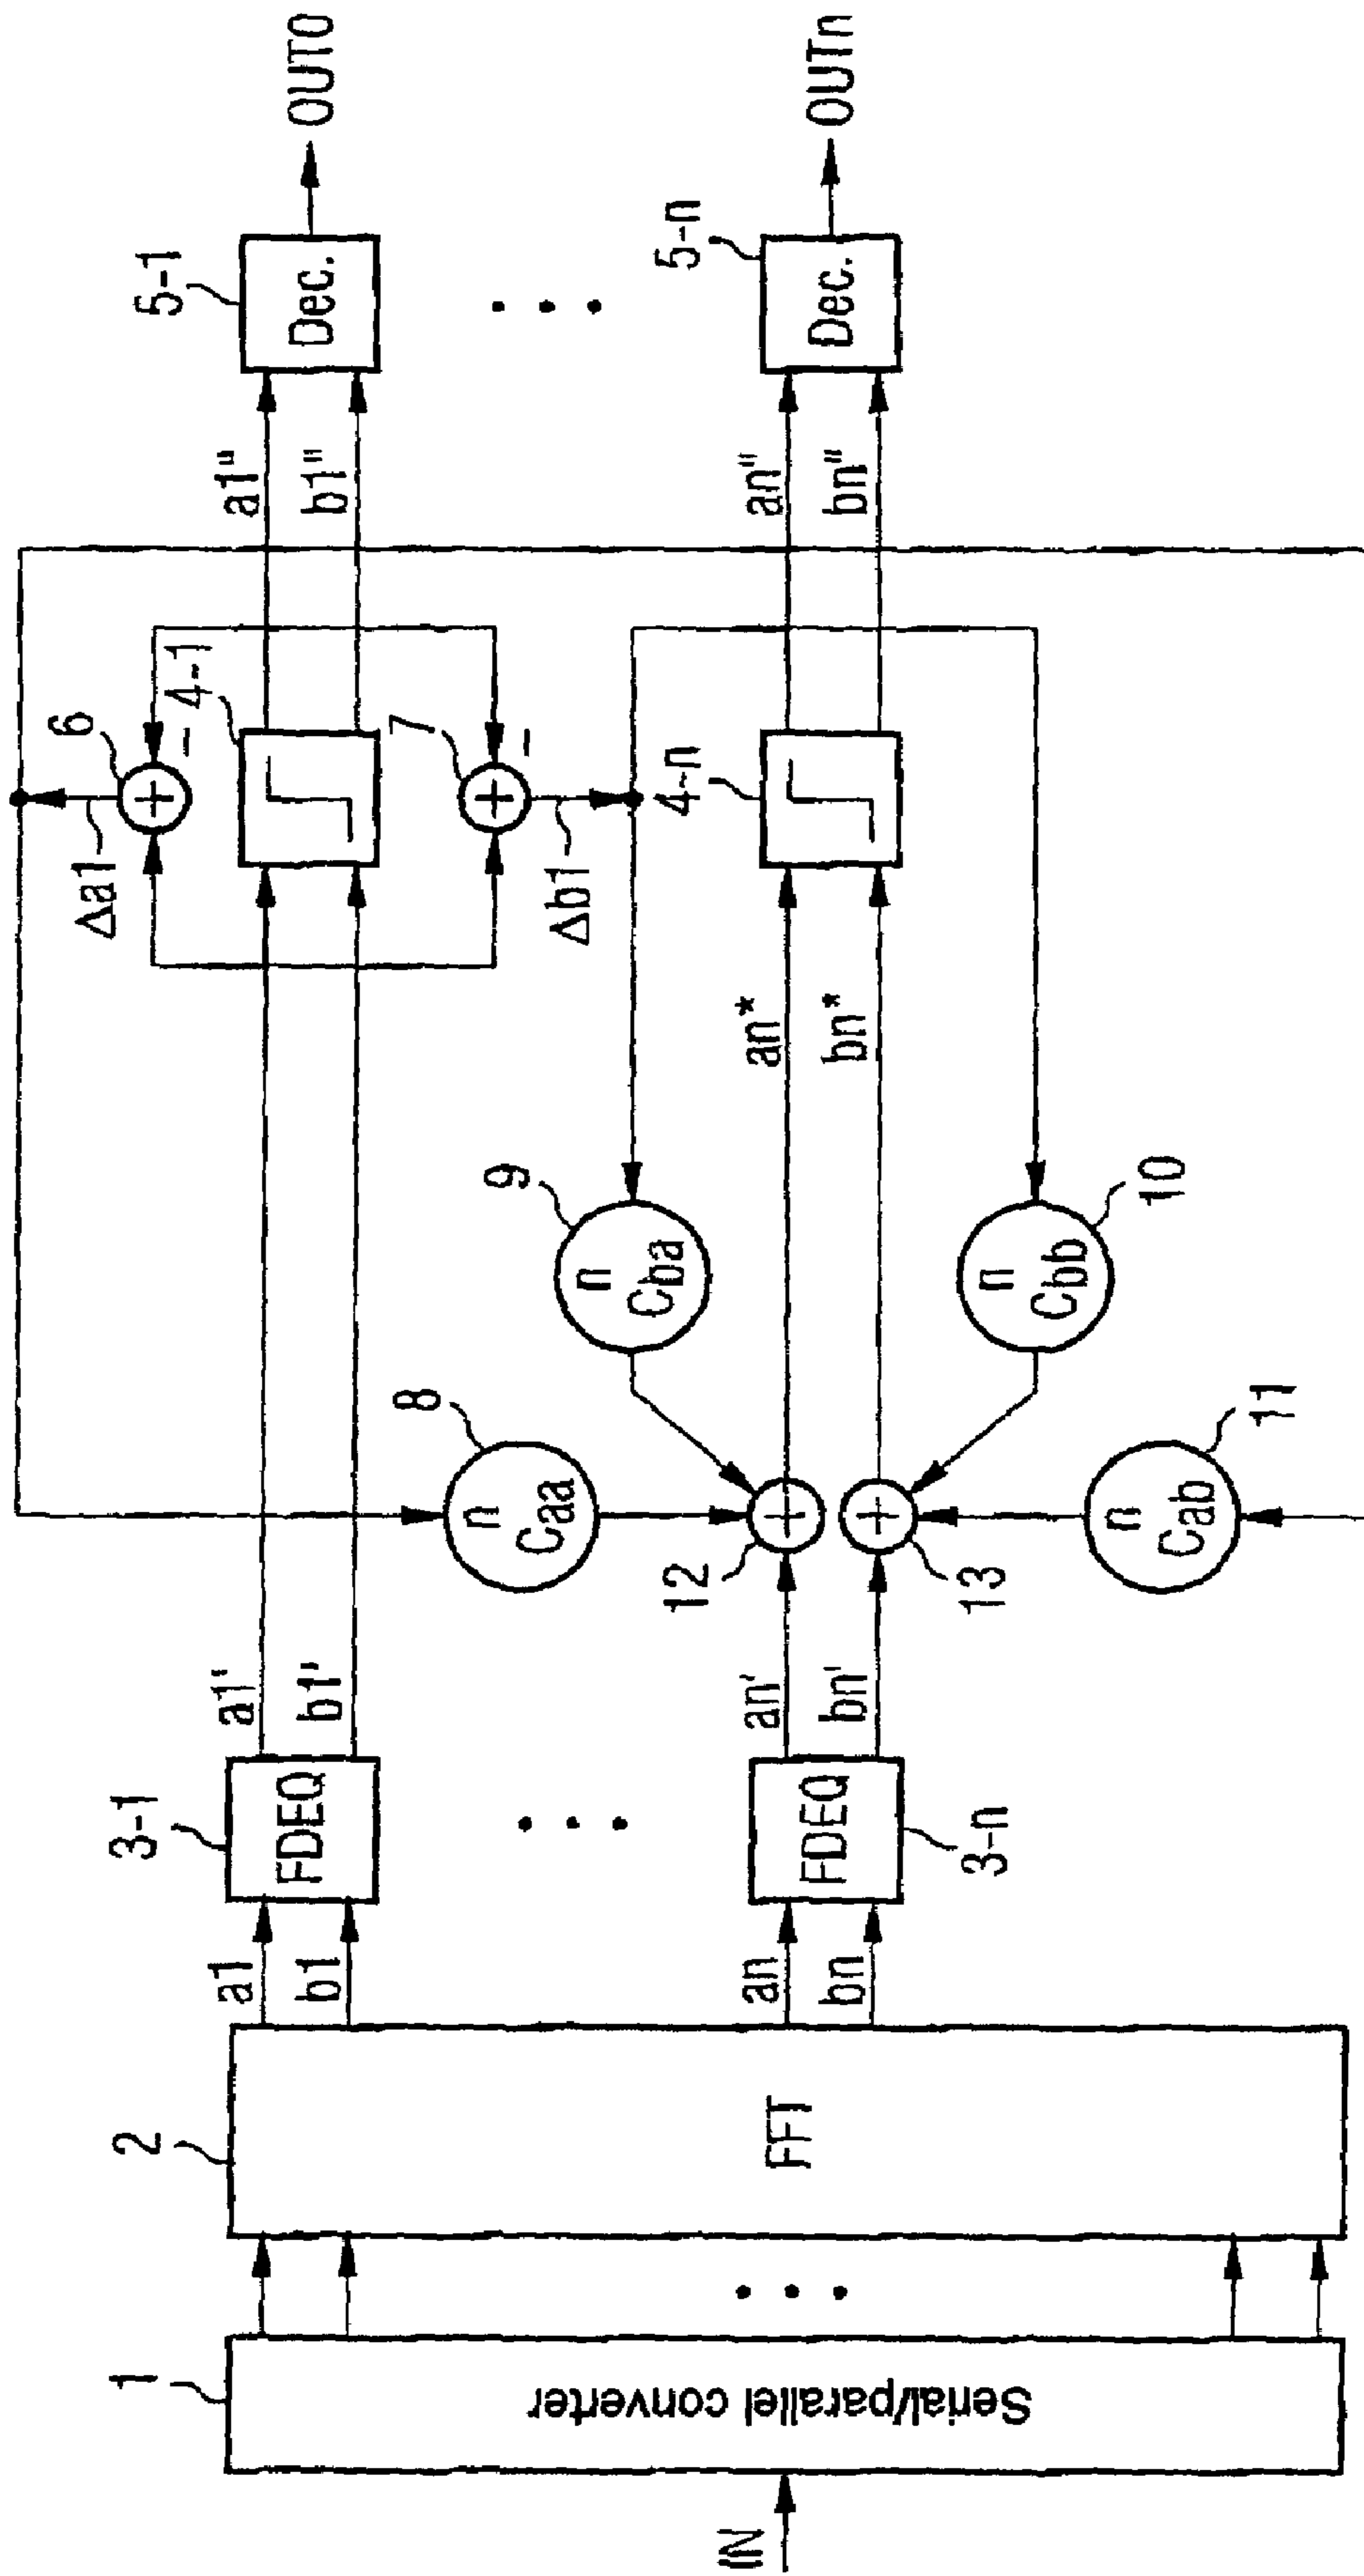 IN
1
Serial/parallel converter
2
FFT
a1
b1
an
bn
3-1
FDEQ
3-n
FDEQ
a1'
b1'
an'
bn'
8
n
Caa
9
n
Cba
10
n
Cbb
11
n
Cab
12
+
13
+
an*
bn*
Δa1
6
+
-
4-1
7
+
-
Δb1
4-n
a1"
b1"
an"
bn"
5-1
Dec.
OUT0
5-n
Dec.
OUTn